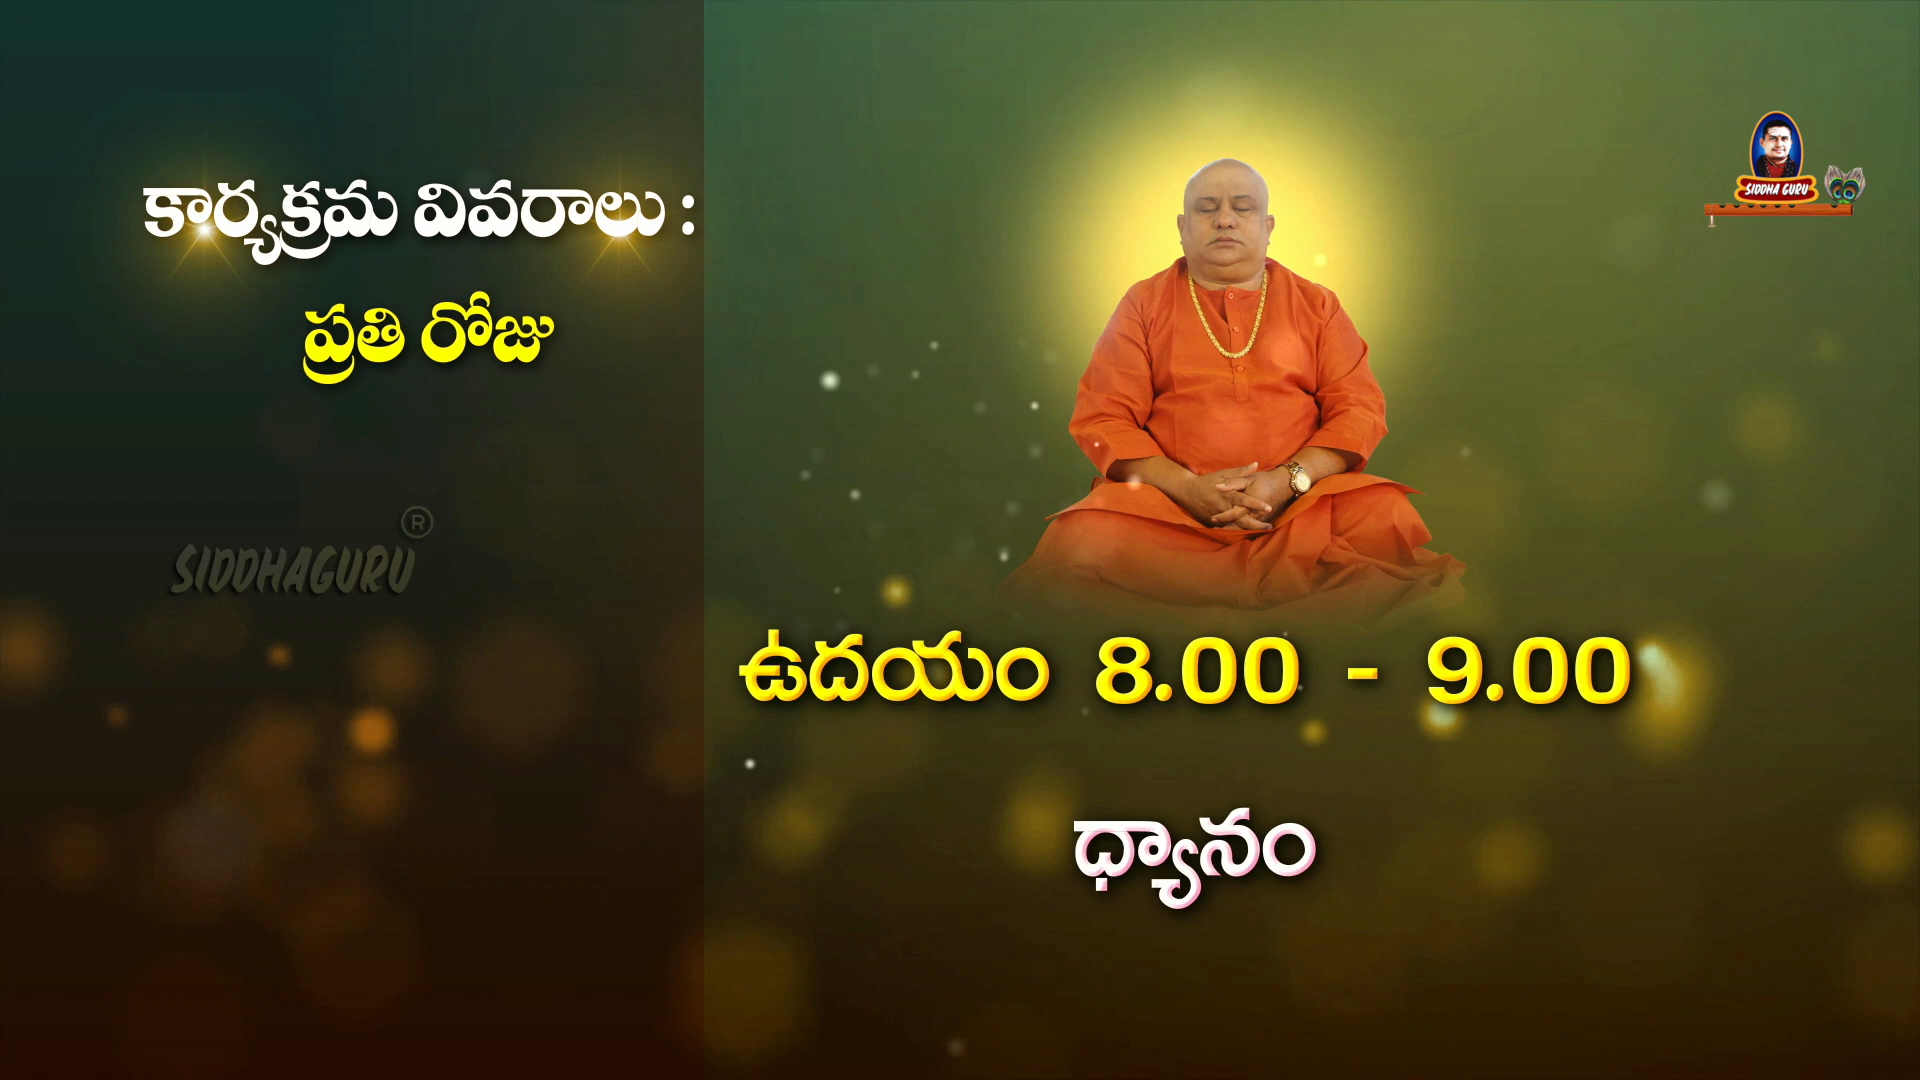 కార్యక్రమ వివరాలు :
ప్రతి రోజు
SIDDHAGURU ®
SIDDHA GURU
ఉదయం 8.00 - 9.00
ధ్యానం